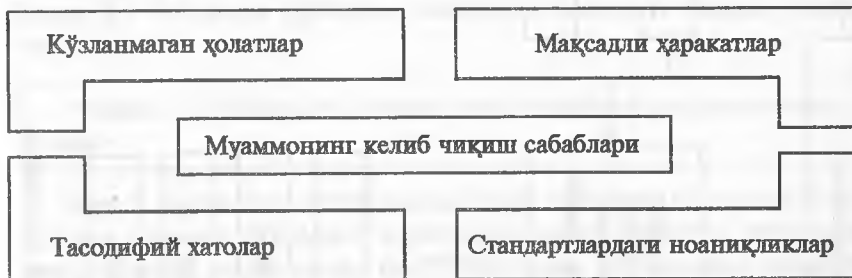 Кўзланмаган ҳолатлар
Мақсадли ҳаракатлар
Муаммонинг келиб чиқиш сабаблари
Тасодифий хатолар
Стандартлардаги ноаниқликлар